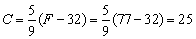 C = 5/9 (F − 32) = 5/9 (77 − 32) = 25